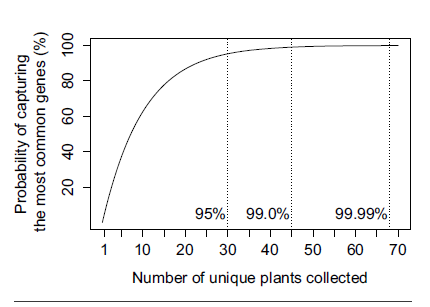 Probability of capturing
the most common genes (%)
100
80
60
40
20
95%
99.0%
99.99%
1 10 20 30 40 50 60 70
Number of unique plants collected